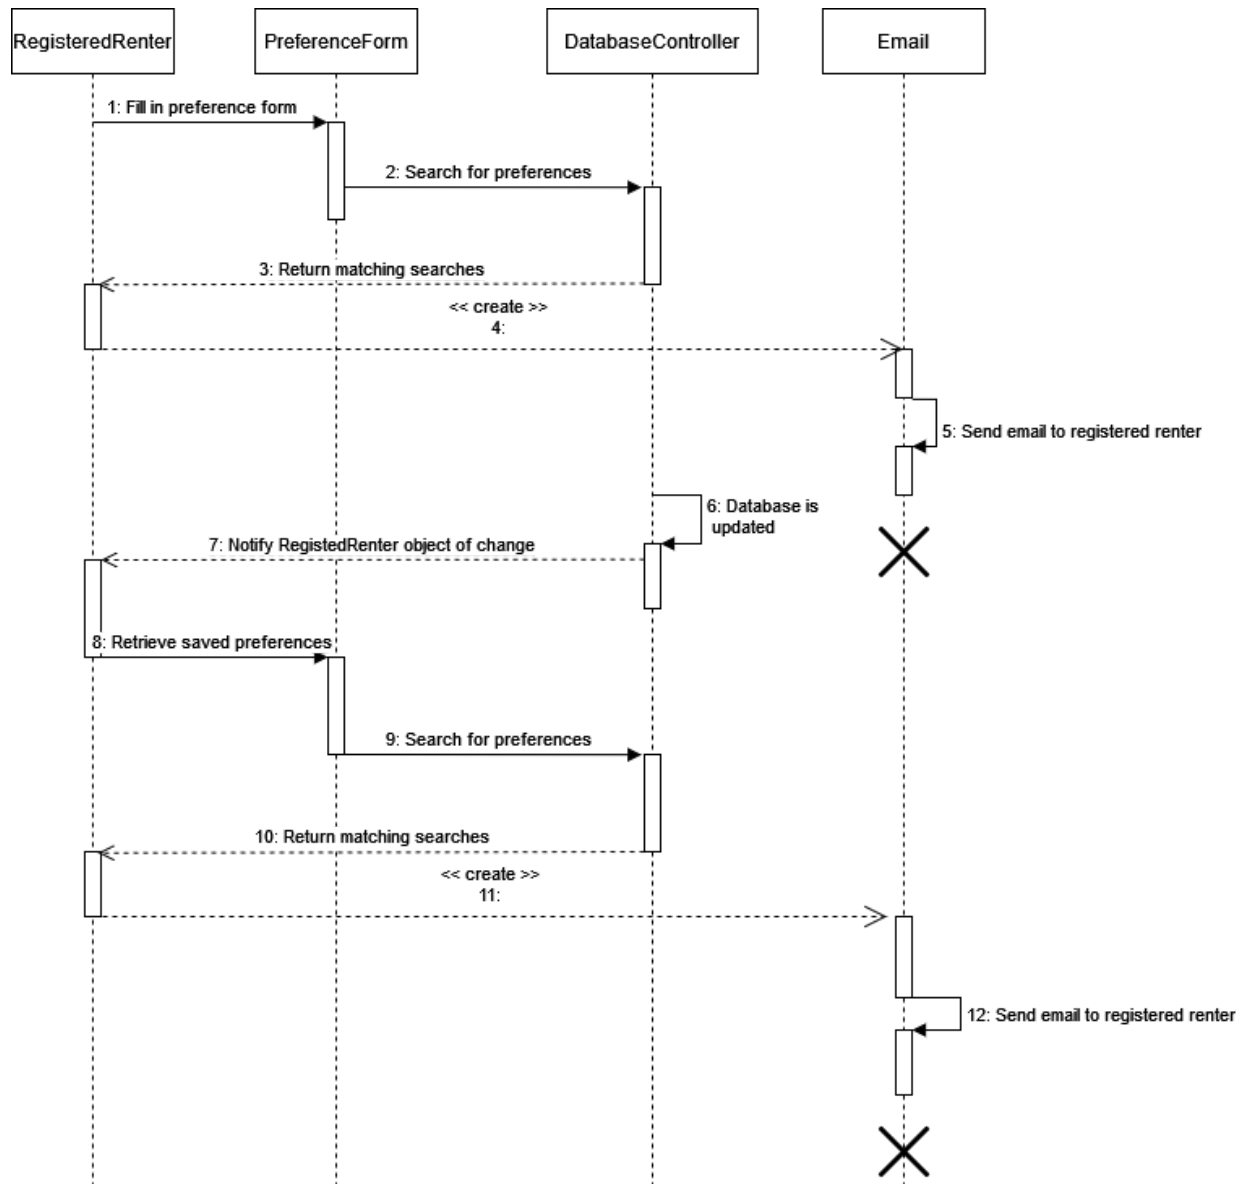 RegisteredRenter
PreferenceForm
DatabaseController
Email
1: Fill in preference form
2: Search for preferences
3: Return matching searches
<< create >>
4:
5: Send email to registered renter
6: Database is
updated
7: Notify RegistedRenter object of change
8: Retrieve saved preferences
9: Search for preferences
10: Return matching searches
<< create >>
11:
12: Send email to registered renter